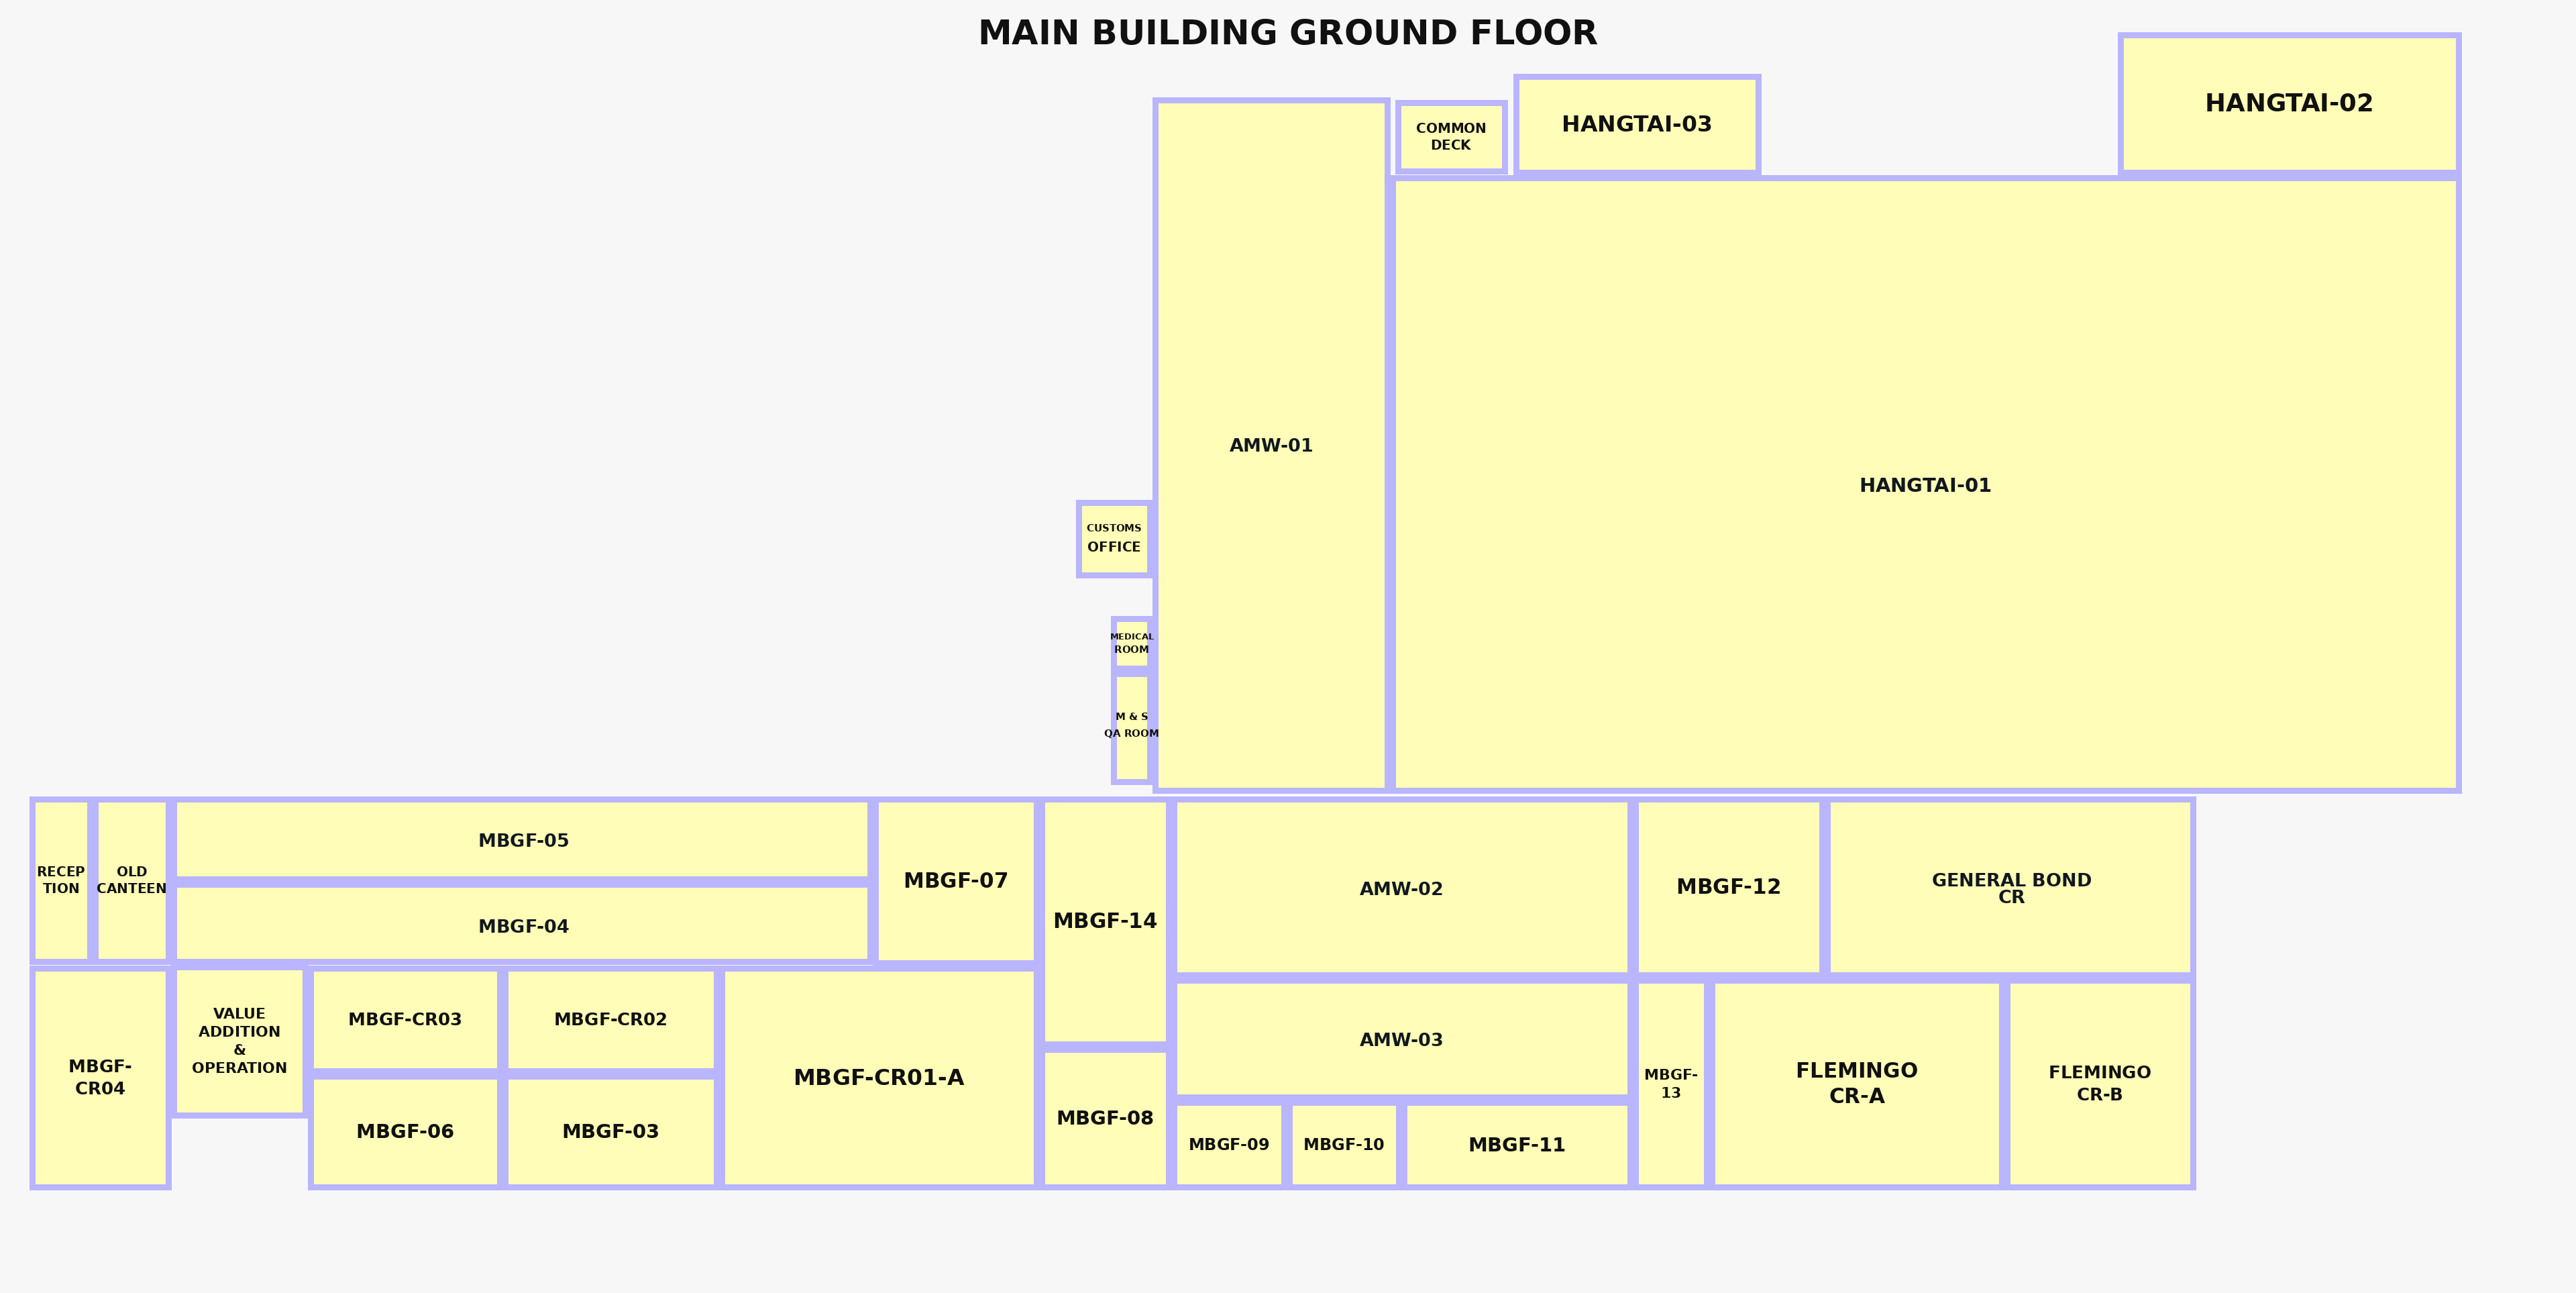 MAIN BUILDING GROUND FLOOR
HANGTAI-02
HANGTAI-03
COMMON
DECK
AMW-01
HANGTAI-01
CUSTOMS
OFFICE
MEDICAL
ROOM
M & S
QA ROOM
RECEP
TION
OLD
CANTEEN
MBGF-05
MBGF-04
MBGF-07
MBGF-14
AMW-02
MBGF-12
GENERAL BOND
CR
MBGF-
CR04
VALUE
ADDITION
&
OPERATION
MBGF-CR03
MBGF-CR02
MBGF-06
MBGF-03
MBGF-CR01-A
MBGF-08
AMW-03
MBGF-09
MBGF-10
MBGF-11
MBGF-
13
FLEMINGO
CR-A
FLEMINGO
CR-B